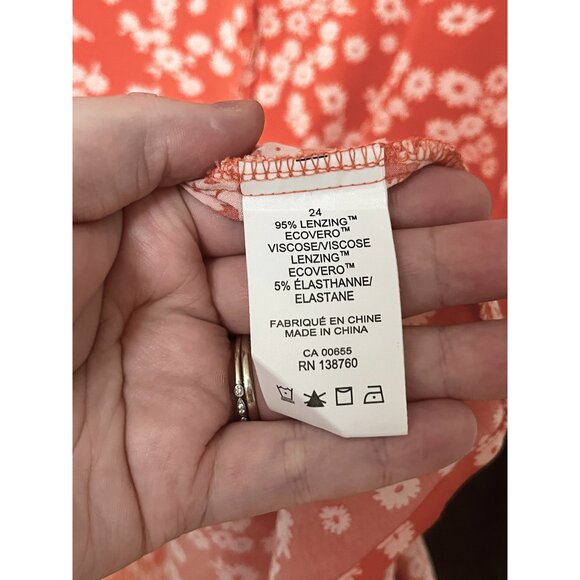 24
95% LENZING™
ECOVERO™
VISCOSE/VISCOSE
LENZING™
ECOVERO™
5% ÉLASTHANNE/
ELASTANE
FABRIQUÉ EN CHINE
MADE IN CHINA
CA 00655
RN 138760